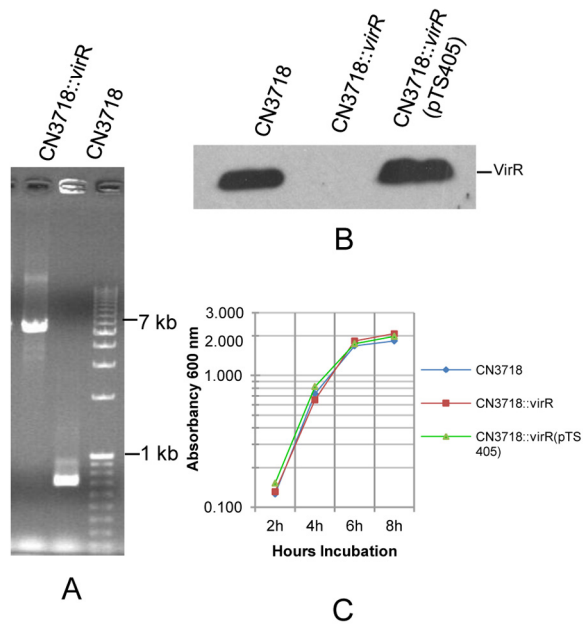 CN3718::virR
CN3718
7 kb
1 kb
A
CN3718
CN3718::virR
CN3718::virR
(pTS405)
VirR
B
Absorbancy 600 nm
3.000
2.000
1.000
0.100
2h 4h 6h 8h
Hours Incubation
CN3718
CN3718::virR
CN3718::virR(pTS
405)
C